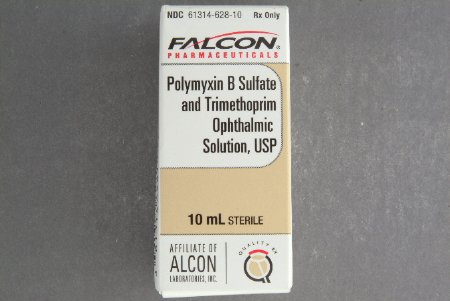 NDC 61314-628-10 Rx Only
FALCON®
PHARMACEUTICALS
Polymyxin B Sulfate
and Trimethoprim
Ophthalmic
Solution, USP
10 mL STERILE
AFFILIATE OF
ALCON
LABORATORIES, INC.
QUALITY RX